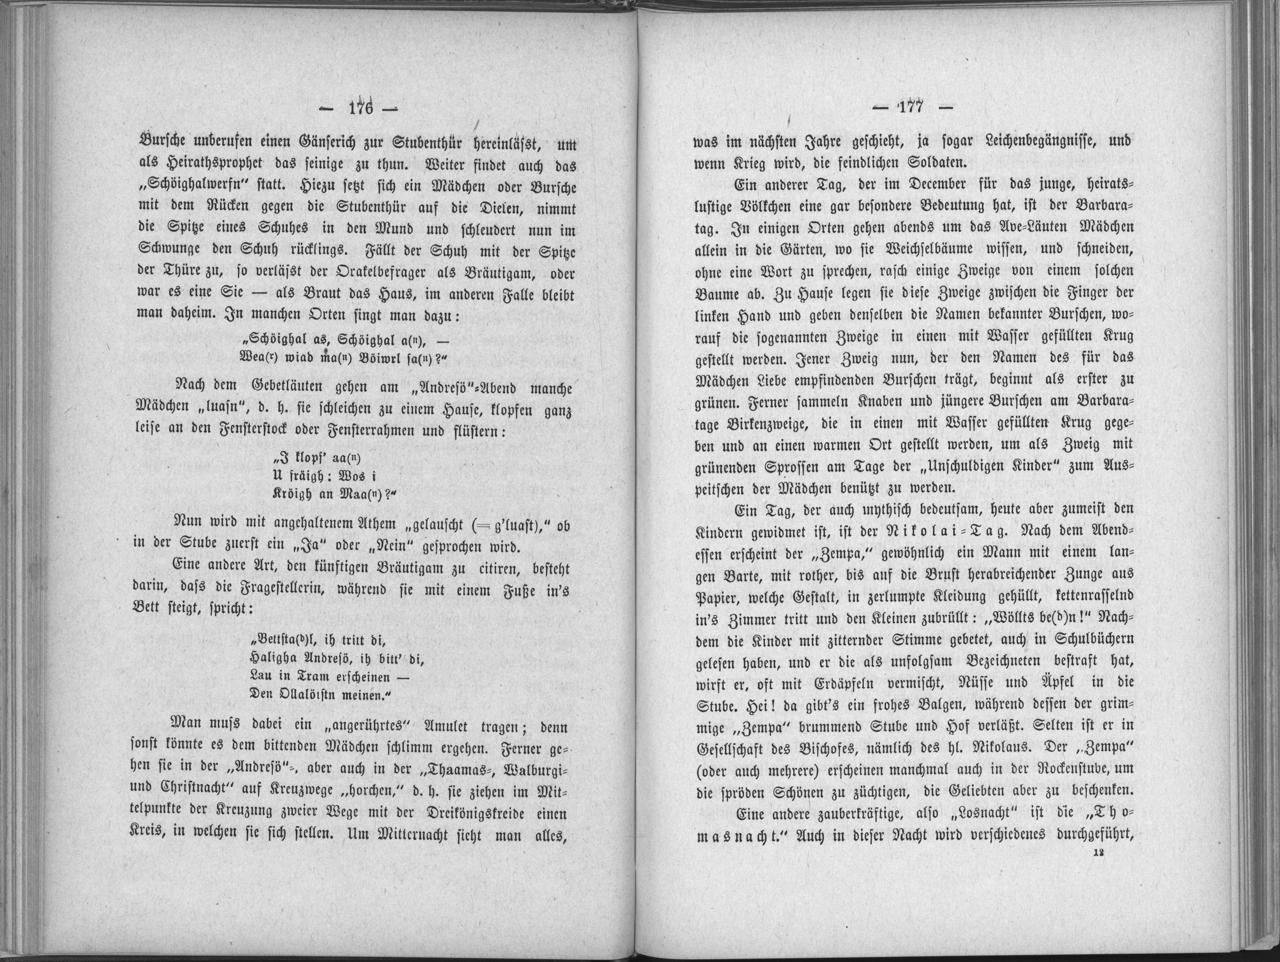 — 176 —
Bursche unberufen einen Gänserich zur Stubenthür hereinlässt, um
als Heirathsprophet das seinige zu thun. Weiter findet auch das
„Schöighalwerfn“ statt. Hiezu setzt sich ein Mädchen oder Bursche
mit dem Rücken gegen die Stubenthür auf die Dielen, nimmt
die Spitze eines Schuhes in den Mund und schleudert nun im
Schwunge den Schuh rücklings. Fällt der Schuh mit der Spitze
der Thüre zu, so verlässt der Orakelbefrager als Bräutigam, oder
war es eine Sie — als Braut das Haus, im anderen Falle bleibt
man daheim. In manchen Orten singt man dazu:
„Schöighal as, Schöighal a(n), —
Wea(r) wiad ma(n) Böiwrl sa(n)?“
Nach dem Gebetläuten gehen am „Andresö“-Abend manche
Mädchen „luasn“, d. h. sie schleichen zu einem Hause, klopfen ganz
leise an den Fensterstock oder Fensterrahmen und flüstern:
„J klopf' aa(n)
U fräigh: Wos i
Kröigh an Maa(n)?“
Nun wird mit angehaltenem Athem „gelauscht (= g'luast),“ ob
in der Stube zuerst ein „Ja“ oder „Nein“ gesprochen wird.
Eine andere Art, den künftigen Bräutigam zu citiren, besteht
darin, dass die Fragestellerin, während sie mit einem Fuße in's
Bett steigt, spricht:
„Bettsta(d)l, ih tritt di,
Haligha Andresö, ih bitt' di,
Lau in Tram erscheinen —
Den Ollalöistn meinen.“
Man muss dabei ein „angerührtes“ Amulet tragen; denn
sonst könnte es dem bittenden Mädchen schlimm ergehen. Ferner ge-
hen sie in der „Andresö“-, aber auch in der „Thaamas-, Walburgi-
und Christnacht“ auf Kreuzwege „horchen,“ d. h. sie ziehen im Mit-
telpunkte der Kreuzung zweier Wege mit der Dreikönigskreide einen
Kreis, in welchen sie sich stellen. Um Mitternacht sieht man alles,
— 177 —
was im nächsten Jahre geschieht, ja sogar Leichenbegängnisse, und
wenn Krieg wird, die feindlichen Soldaten.
Ein anderer Tag, der im December für das junge, heirats-
lustige Völkchen eine gar besondere Bedeutung hat, ist der Barbara-
tag. In einigen Orten gehen abends um das Ave-Läuten Mädchen
allein in die Gärten, wo sie Weichselbäume wissen, und schneiden,
ohne eine Wort zu sprechen, rasch einige Zweige von einem solchen
Baume ab. Zu Hause legen sie diese Zweige zwischen die Finger der
linken Hand und geben denselben die Namen bekannter Burschen, wo-
rauf die sogenannten Zweige in einen mit Wasser gefüllten Krug
gestellt werden. Jener Zweig nun, der den Namen des für das
Mädchen Liebe empfindenden Burschen trägt, beginnt als erster zu
grünen. Ferner sammeln Knaben und jüngere Burschen am Barbara-
tage Birkenzweige, die in einen mit Wasser gefüllten Krug gege-
ben und an einen warmen Ort gestellt werden, um als Zweig mit
grünenden Sprossen am Tage der „Unschuldigen Kinder“ zum Aus-
peitschen der Mädchen benützt zu werden.
Ein Tag, der auch mythisch bedeutsam, heute aber zumeist den
Kindern gewidmet ist, ist der Nikolai-Tag. Nach dem Abend-
essen erscheint der „Zempa,“ gewöhnlich ein Mann mit einem lan-
gen Barte, mit rother, bis auf die Brust herabreichender Zunge aus
Papier, welche Gestalt, in zerlumpte Kleidung gehüllt, kettenrasselnd
in's Zimmer tritt und den Kleinen zubrüllt: „Wöllts be(d)n!“ Nach-
dem die Kinder mit zitternder Stimme gebetet, auch in Schulbüchern
gelesen haben, und er die als unfolgsam Bezeichneten bestraft hat,
wirft er, oft mit Erdäpfeln vermischt, Nüsse und Äpfel in die
Stube. Hei! da gibt's ein frohes Balgen, während dessen der grim-
mige „Zempa“ brummend Stube und Hof verläßt. Selten ist er in
Gesellschaft des Bischofes, nämlich des hl. Nikolaus. Der „Zempa“
(oder auch mehrere) erscheinen manchmal auch in der Rockenstube, um
die spröden Schönen zu züchtigen, die Geliebten aber zu beschenken.
Eine andere zauberkräftige, also „Losnacht“ ist die „Tho-
masnacht.“ Auch in dieser Nacht wird verschiedenes durchgeführt,
12